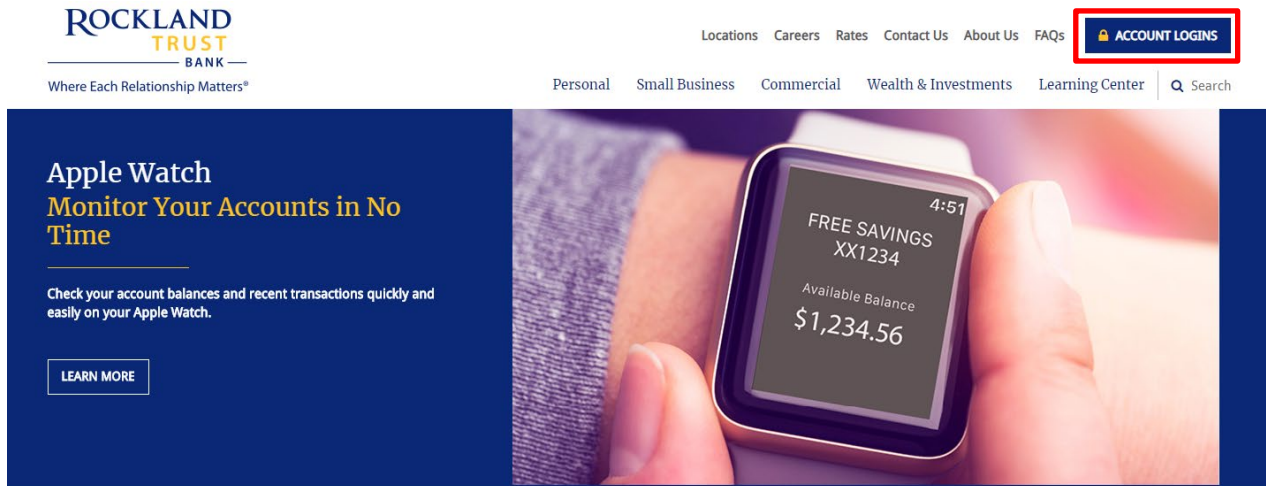 ROCKLAND
TRUST
BANK
Where Each Relationship Matters®
Locations Careers Rates Contact Us About Us FAQs ACCOUNT LOGINS
Personal Small Business Commercial Wealth & Investments Learning Center Search
Apple Watch
Monitor Your Accounts in No
Time
Check your account balances and recent transactions quickly and
easily on your Apple Watch.
LEARN MORE
4:51
FREE SAVINGS
XX1234
Available Balance
$1,234.56